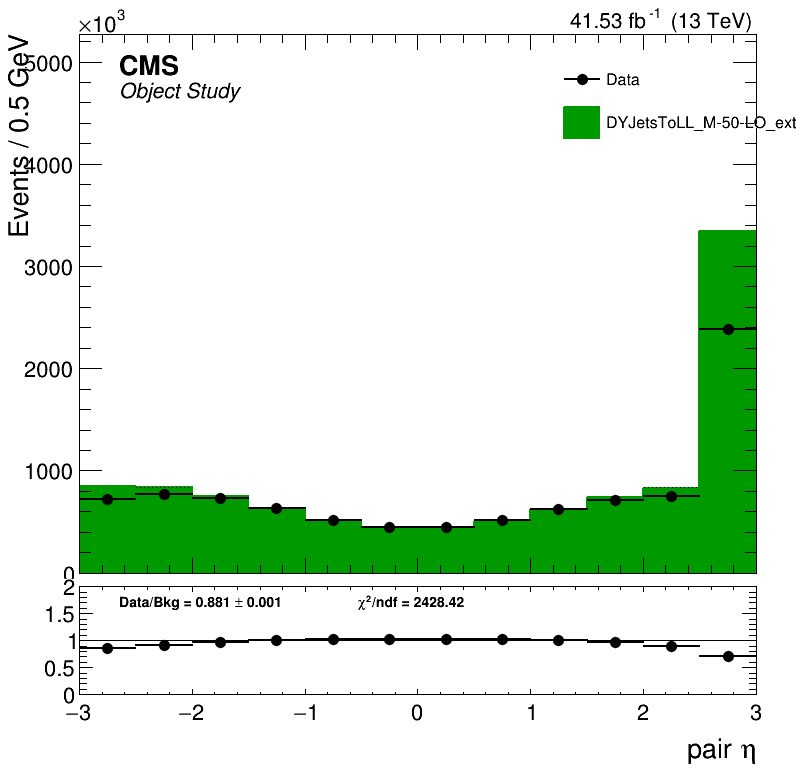 ×10³ 41.53 fb⁻¹ (13 TeV)
Events / 0.5 GeV
5000
4000
3000
2000
1000
0
CMS
Object Study
Data
DYJetsToLL_M-50-LO_ext
2
1.5
1
0.5
0
Data/Bkg = 0.881 ± 0.001 χ²/ndf = 2428.42
−3 −2 −1 0 1 2 3
pair η